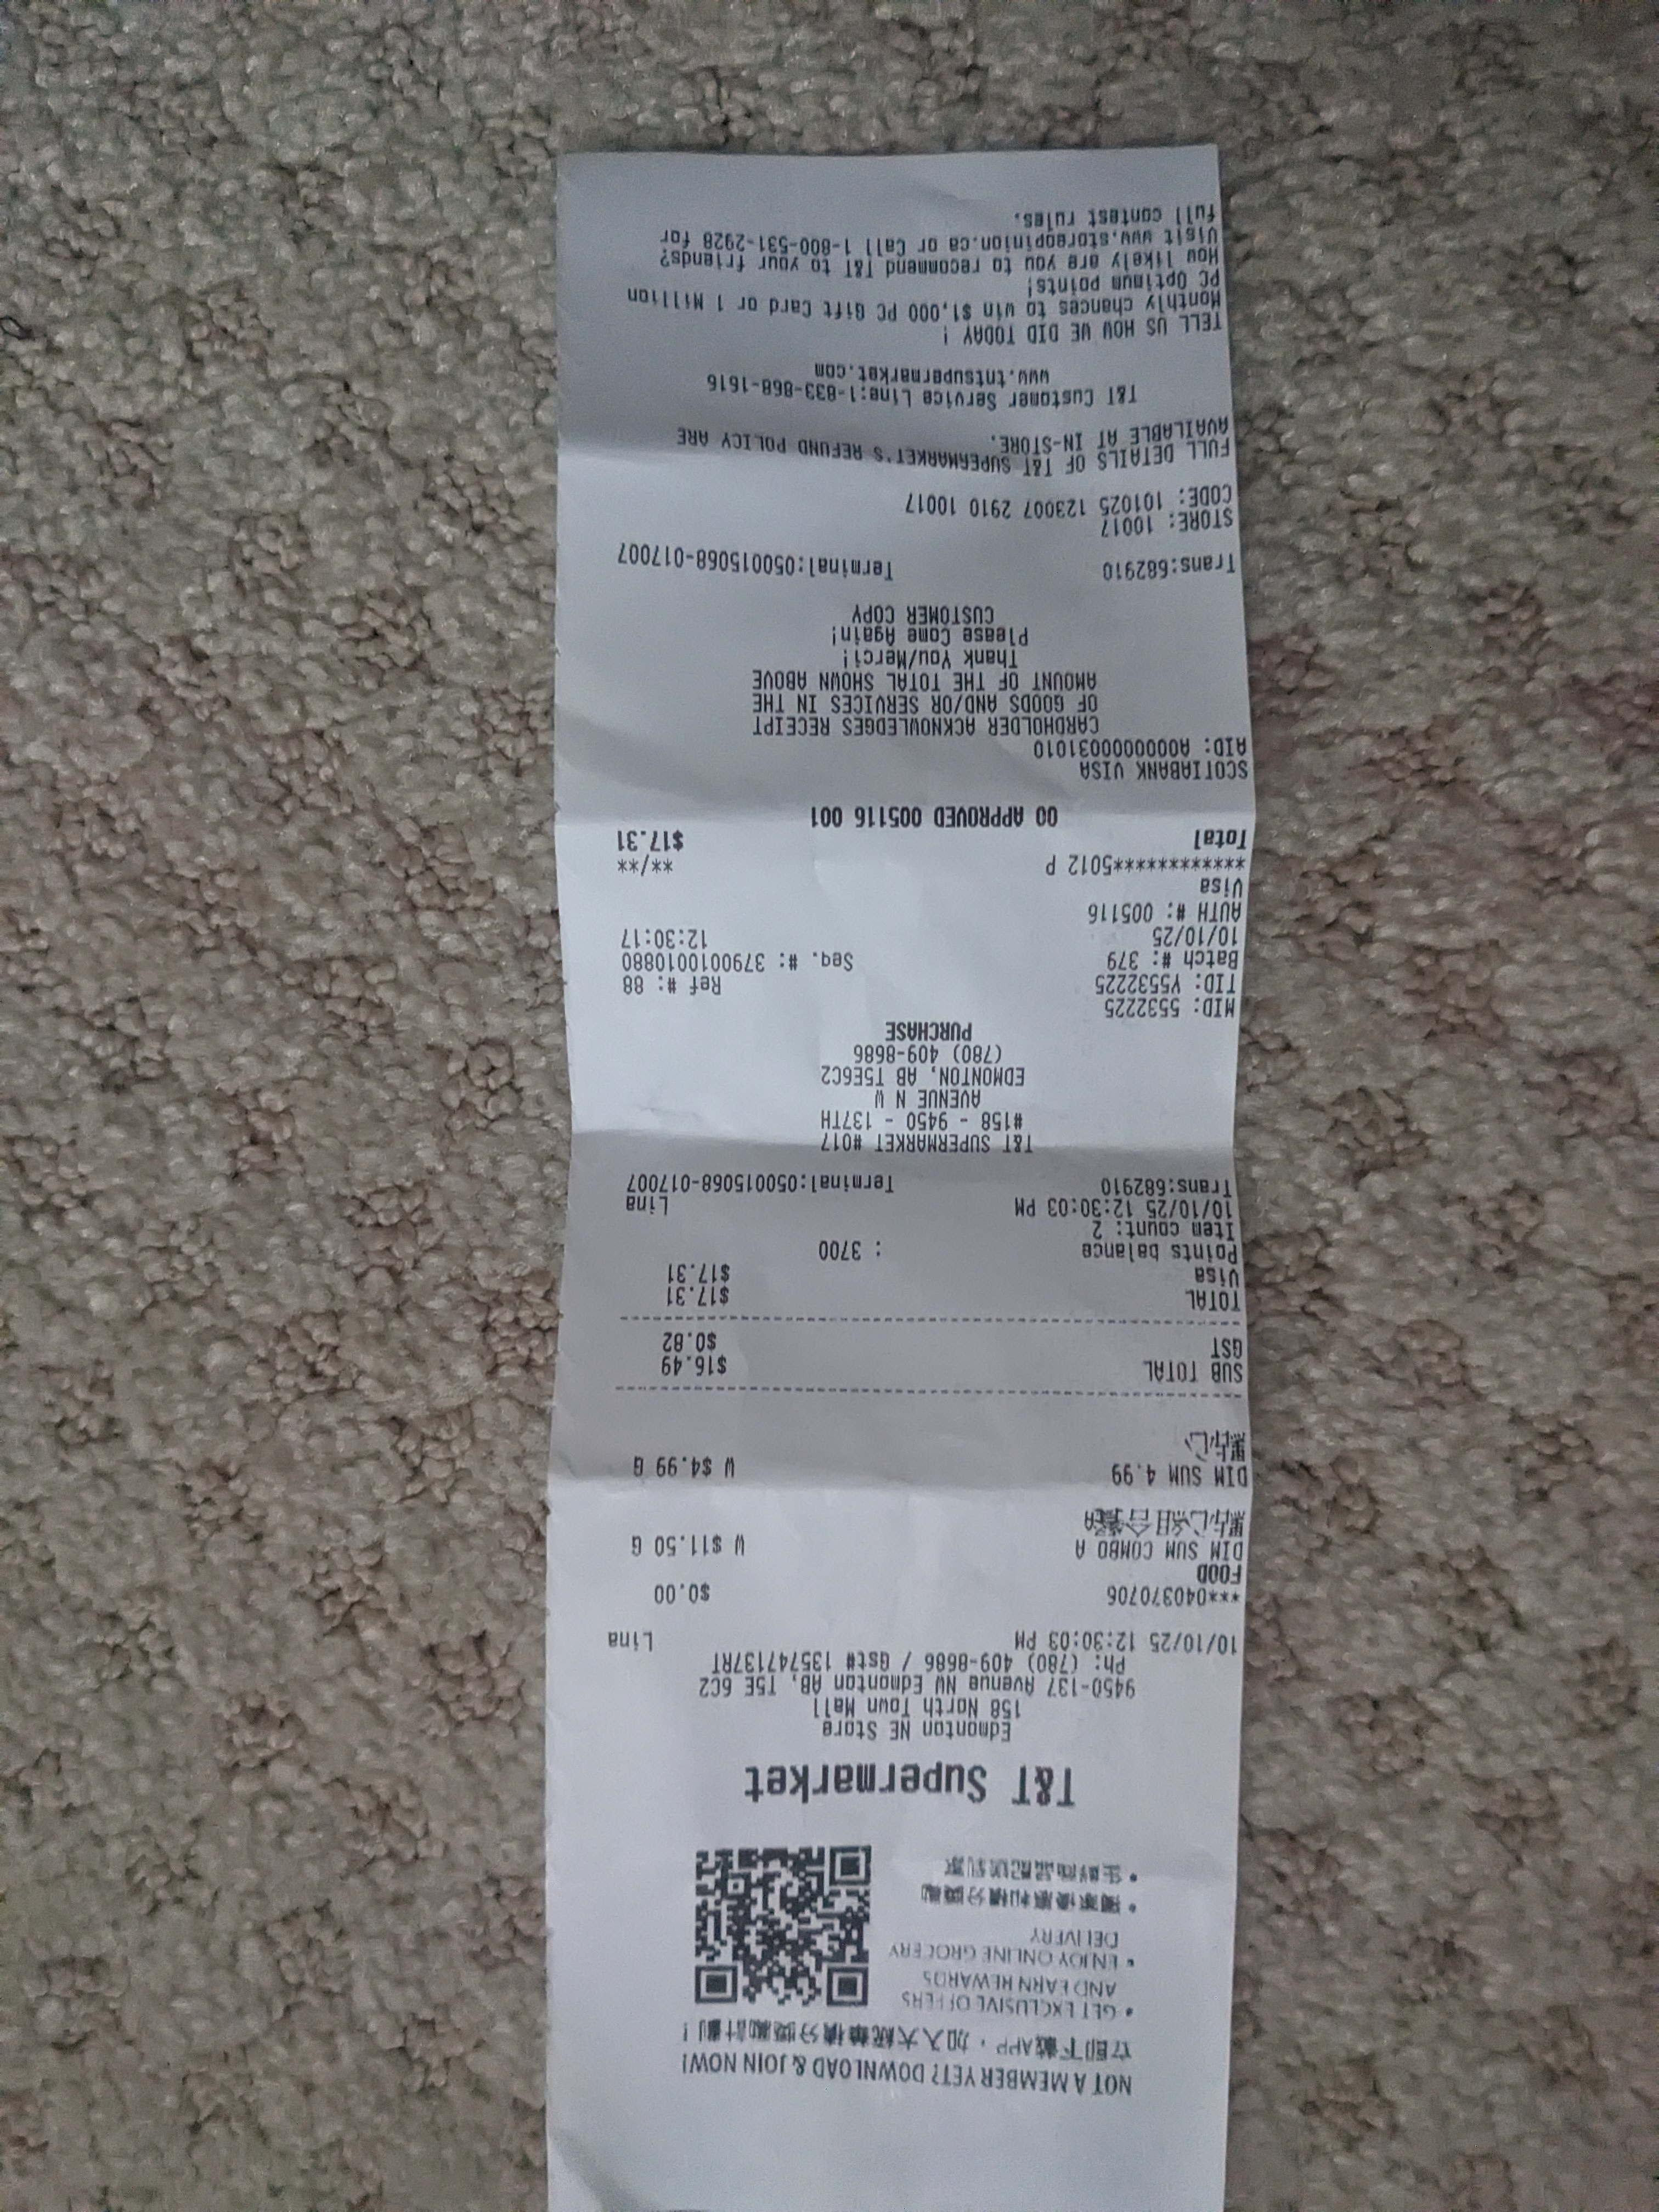 NOT A MEMBER YET? DOWNLOAD & JOIN NOW!
立即下載APP，加入大統華積分獎勵計劃！
• GET EXCLUSIVE OFFERS
AND EARN REWARDS
• ENJOY ONLINE GROCERY
DELIVERY
• 獨家優惠和積分獎勵
• 生鮮商品配送到家
T&T Supermarket
Edmonton NE Store
158 North Town Mall
9450-137 Avenue NW Edmonton AB, T5E 6C2
Ph: (780) 409-8686 / Gst# 135747137RT
10/10/25 12:30:03 PM Lina
***040370706 $0.00
FOOD
DIM SUM COMBO A W $11.50 G
點心組合餐A
DIM SUM 4.99 W $4.99 G
點心
SUB TOTAL $16.49
GST $0.82
TOTAL $17.31
Visa $17.31
Points balance : 3700
Item count: 2
10/10/25 12:30:03 PM Lina
Trans:682910 Terminal:050015068-017007
T&T SUPERMARKET #017
#158 - 9450 - 137TH
AVENUE N W
EDMONTON, AB T5E6C2
(780) 409-8686
PURCHASE
MID: 5532225
TID: Y5532225 Ref #: 88
Batch #: 379 Seq. #: 379001001088​0
10/10/25 12:30:17
AUTH #: 005116
Visa
************5012 P **/**
Total $17.31
00 APPROVED 005116 001
SCOTIABANK VISA
AID: A0000000031010
CARDHOLDER ACKNOWLEDGES RECEIPT
OF GOODS AND/OR SERVICES IN THE
AMOUNT OF THE TOTAL SHOWN ABOVE
Thank You/Merci!
Please Come Again!
CUSTOMER COPY
Trans:682910 Terminal:050015068-017007
STORE: 10017
CODE: 101025 123007 2910 10017
FULL DETAILS OF T&T SUPERMARKET'S REFUND POLICY ARE
AVAILABLE AT IN-STORE.
T&T Customer Service Line:1-833-868-1616
www.tntsupermarket.com
TELL US HOW WE DID TODAY !
Monthly chances to win $1,000 PC Gift Card or 1 Million
PC Optimum points!
How likely are you to recommend T&T to your friends?
Visit www.storeopinion.ca or Call 1-800-531-2928 for
full contest rules.